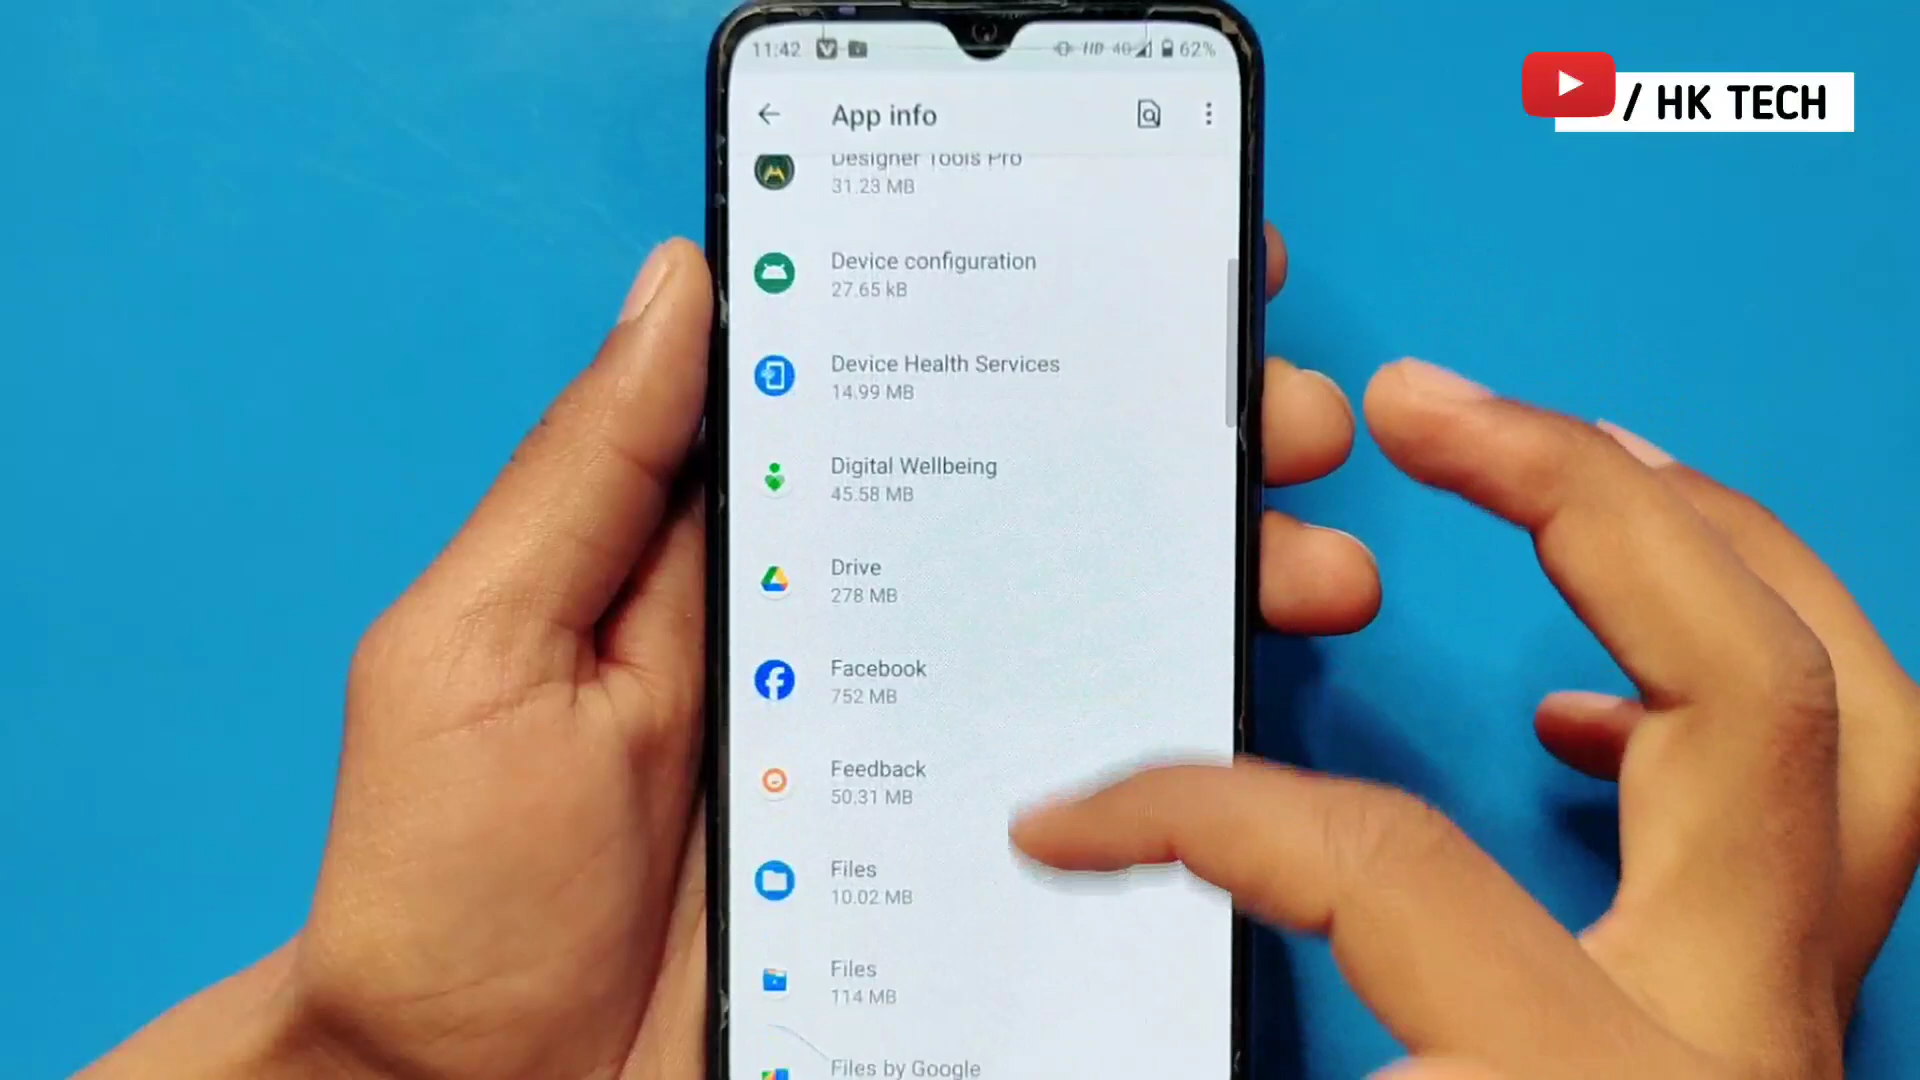 11:42
HD 4G 62%
/ HK TECH
App info
Designer Tools Pro
31.23 MB
Device configuration
27.65 kB
Device Health Services
14.99 MB
Digital Wellbeing
45.58 MB
Drive
278 MB
Facebook
752 MB
Feedback
50.31 MB
Files
10.02 MB
Files
114 MB
Files by Google